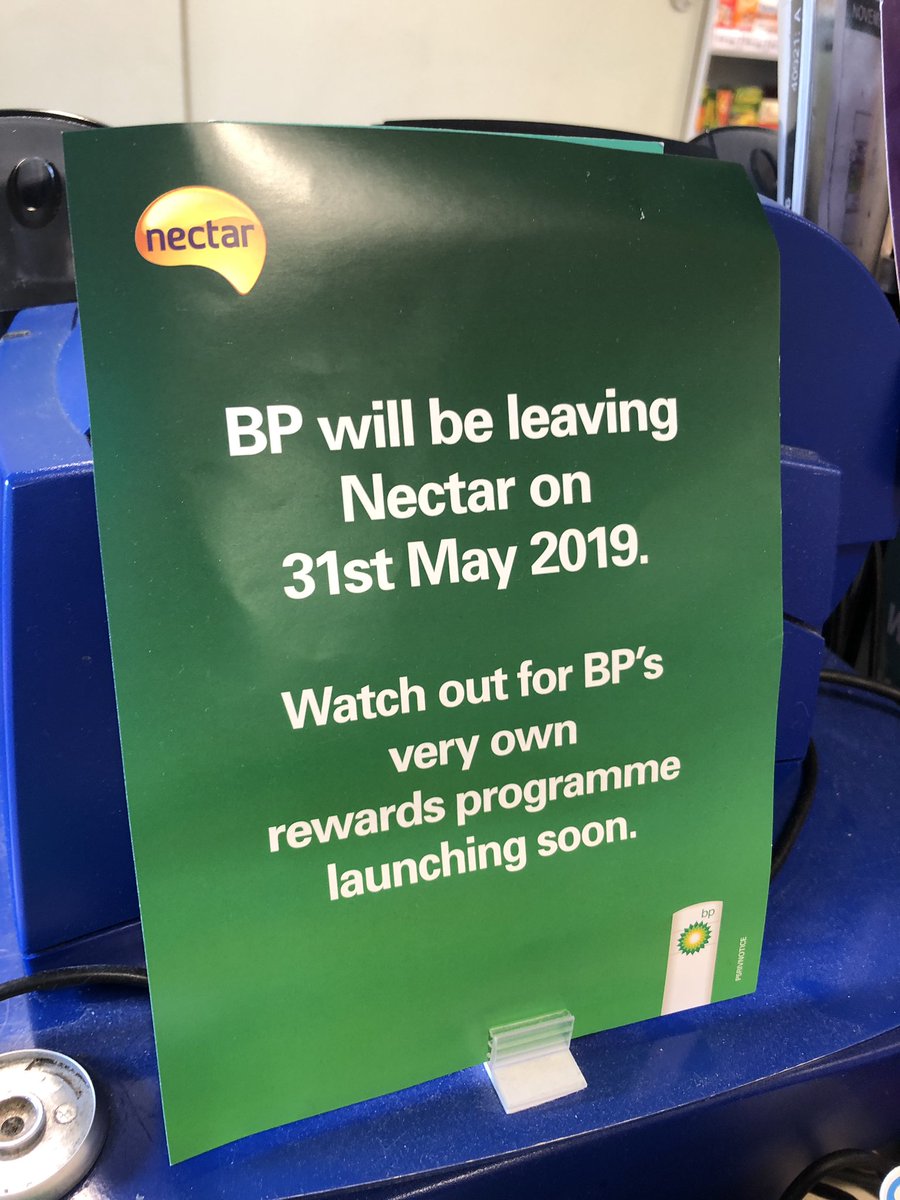 nectar
BP will be leaving
Nectar on
31st May 2019.
Watch out for BP's
very own
rewards programme
launching soon.
bp
NOVEM